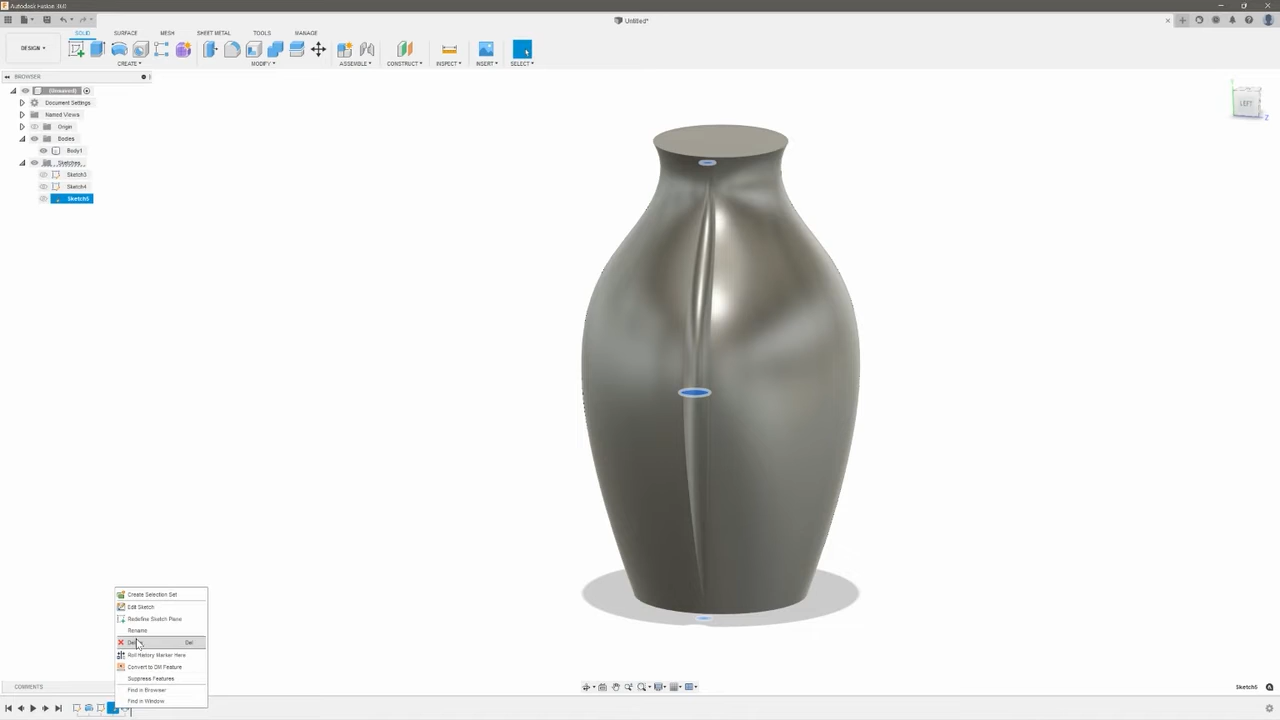 Autodesk Fusion 360
Untitled*
DESIGN
SOLID SURFACE MESH SHEET METAL TOOLS MANAGE
CREATE MODIFY ASSEMBLE CONSTRUCT INSPECT INSERT SELECT
BROWSER
(Unsaved)
Document Settings
Named Views
Origin
Bodies
Body1
Sketches
Sketch3
Sketch4
Sketch5
LEFT
Z
Create Selection Set
Edit Sketch
Redefine Sketch Plane
Rename
Del
Roll History Marker Here
Convert to DM Feature
Suppress Features
Find in Browser
Find in Window
COMMENTS
Sketch5